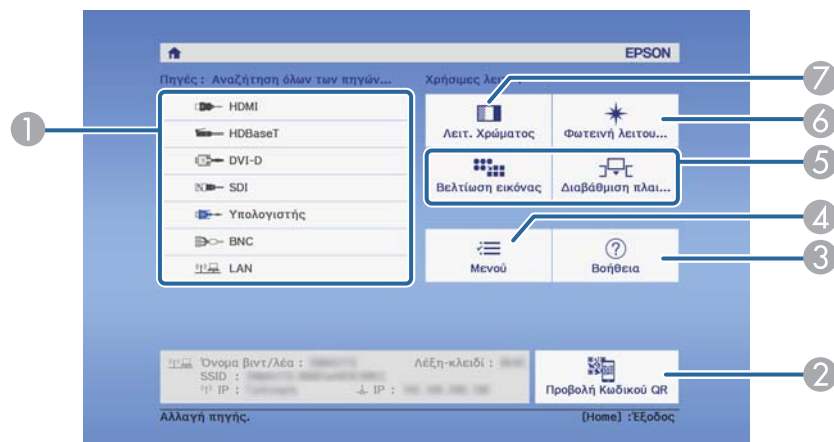 EPSON
Πηγές : Αναζήτηση όλων των πηγών...
Χρήσιμες
HDMI
HDBaseT
DVI-D
SDI
Υπολογιστής
BNC
LAN
Λειτ. Χρώματος
Φωτεινή λειτου...
Βελτίωση εικόνας
Διαβάθμιση πλαι...
Μενού
Βοήθεια
Όνομα βιντ/λέα :
Λέξη-κλειδί :
SSID :
IP :
IP :
Προβολή Κωδικού QR
Αλλαγή πηγής.
[Home] :Έξοδος
1
7
6
5
4
3
2